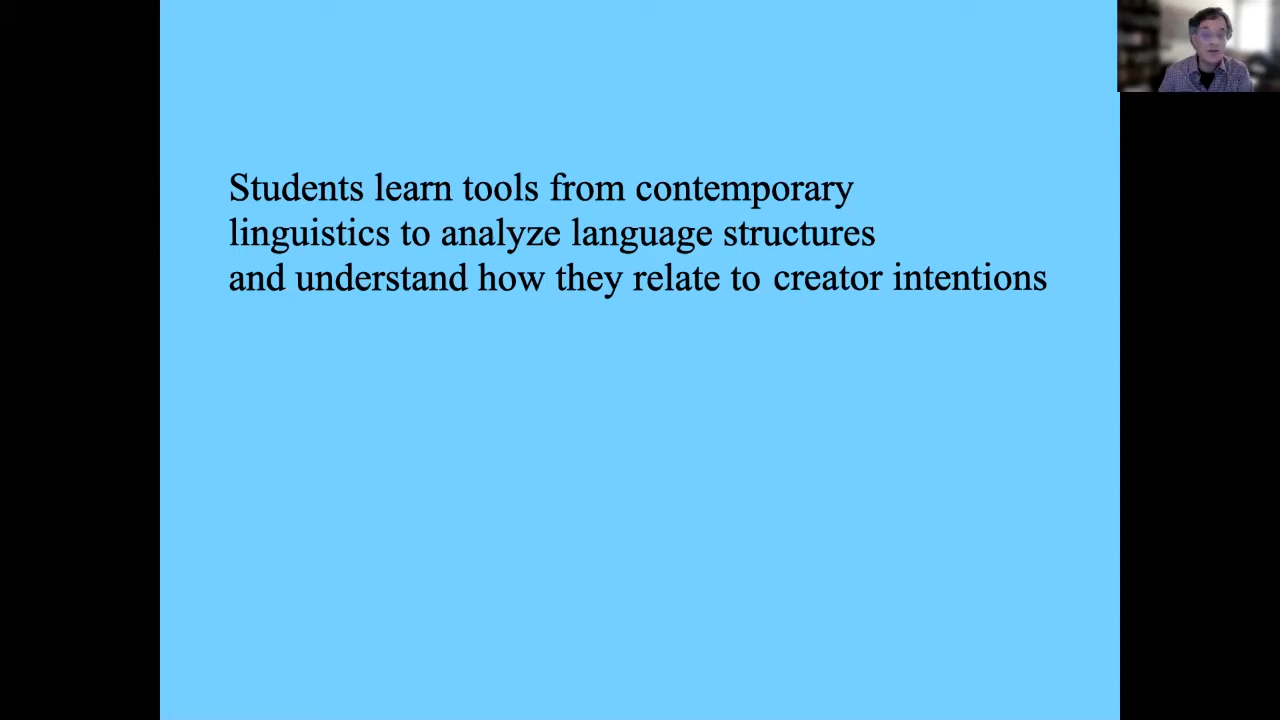 Students learn tools from contemporary
linguistics to analyze language structures
and understand how they relate to creator intentions